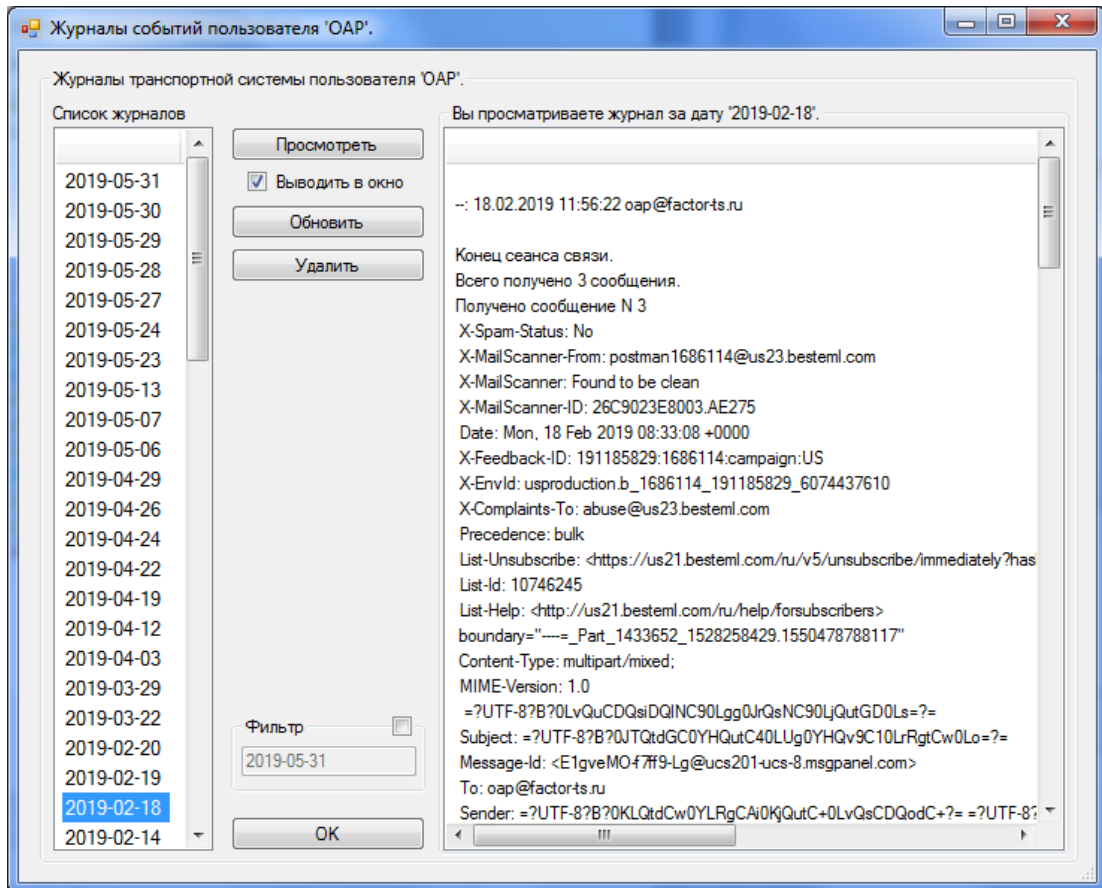 Журналы событий пользователя 'ОАР'.
Журналы транспортной системы пользователя 'ОАР'.
Список журналов
2019-05-31
2019-05-30
2019-05-29
2019-05-28
2019-05-27
2019-05-24
2019-05-23
2019-05-13
2019-05-07
2019-05-06
2019-04-29
2019-04-26
2019-04-24
2019-04-22
2019-04-19
2019-04-12
2019-04-03
2019-03-29
2019-03-22
2019-02-20
2019-02-19
2019-02-18
2019-02-14
Просмотреть
Выводить в окно
Обновить
Удалить
Фильтр
2019-05-31
OK
Вы просматриваете журнал за дату '2019-02-18'.
--: 18.02.2019 11:56:22 oap@factor-ts.ru
Конец сеанса связи.
Всего получено 3 сообщения.
Получено сообщение N 3
X-Spam-Status: No
X-MailScanner-From: postman1686114@us23.besteml.com
X-MailScanner: Found to be clean
X-MailScanner-ID: 26C9023E8003.AE275
Date: Mon, 18 Feb 2019 08:33:08 +0000
X-Feedback-ID: 191185829:1686114:campaign:US
X-EnvId: usproduction.b_1686114_191185829_6074437610
X-Complaints-To: abuse@us23.besteml.com
Precedence: bulk
List-Unsubscribe: <https://us21.besteml.com/ru/v5/unsubscribe/immediately?has
List-Id: 10746245
List-Help: <http://us21.besteml.com/ru/help/forsubscribers>
boundary="----=_Part_1433652_1528258429.1550478788117"
Content-Type: multipart/mixed;
MIME-Version: 1.0
=?UTF-8?B?0LvQuCDQsiDQlNC90Lgg0JrQsNC90LjQutGD0Ls=?=
Subject: =?UTF-8?B?0JTQtdGC0YHQutC40LUg0YHQv9C10LrRgtCw0Lo=?=
Message-Id: <E1gveMO-f7ff9-Lg@ucs201-ucs-8.msgpanel.com>
To: oap@factor-ts.ru
Sender: =?UTF-8?B?0KLQtdCw0YLRgCAi0KjQutC+0LvQsCDQodC+?= =?UTF-8?